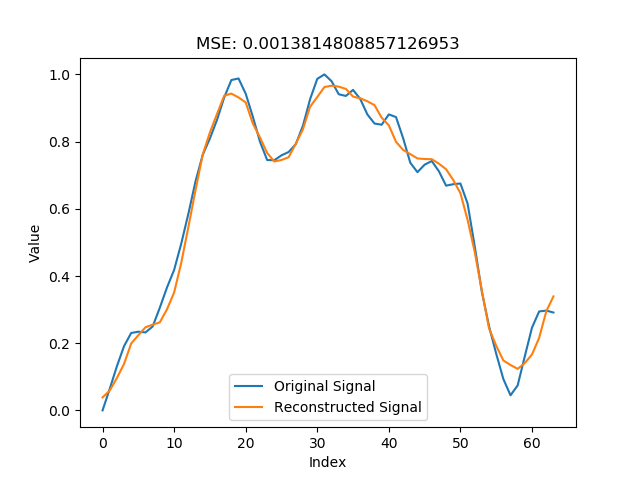 MSE: 0.0013814808857126953
Value
1.0
0.8
0.6
0.4
0.2
0.0
Original Signal
Reconstructed Signal
0 10 20 30 40 50 60
Index